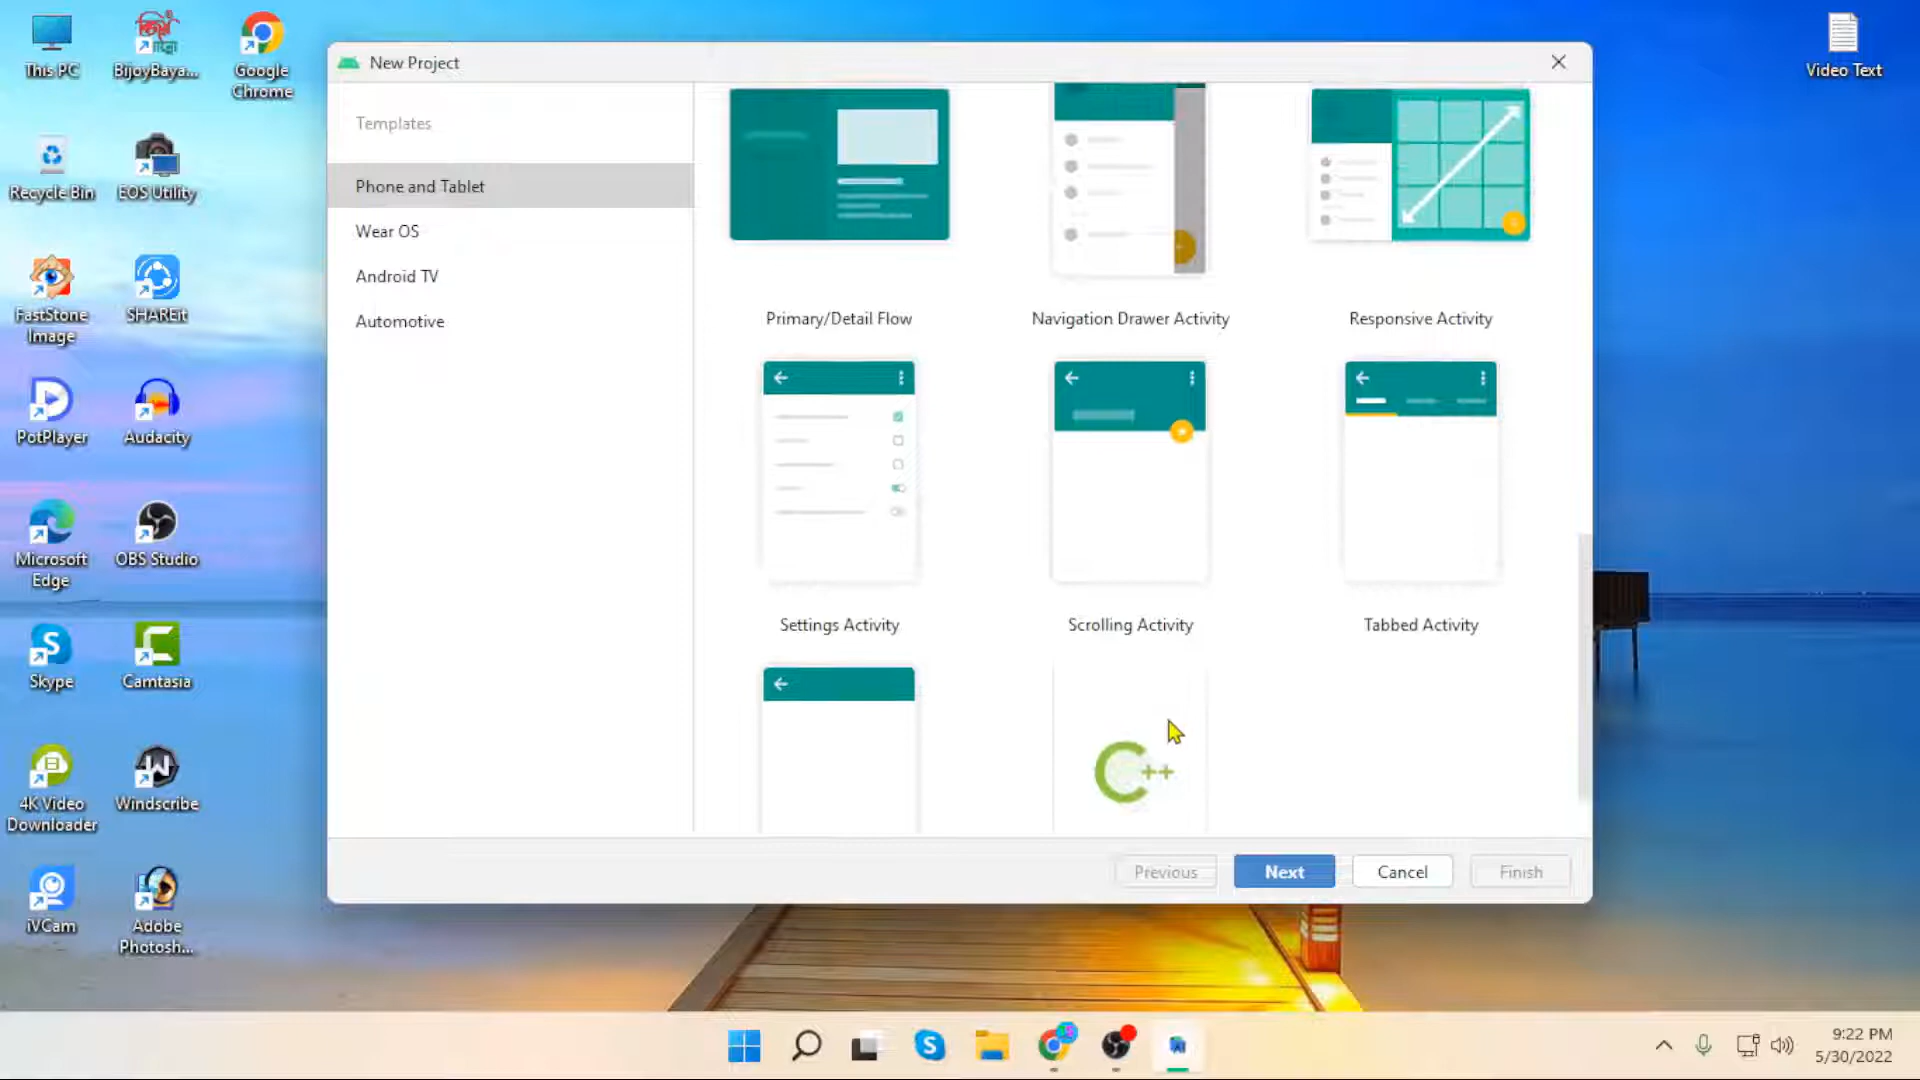 This PC
BijoyBaya...
Google
Chrome
Recycle Bin
EOS Utility
FastStone
Image
SHAREit
PotPlayer
Audacity
Microsoft
Edge
OBS Studio
Skype
Camtasia
4K Video
Downloader
Windscribe
iVCam
Adobe
Photosh...
Video Text
New Project
Templates
Phone and Tablet
Wear OS
Android TV
Automotive
Primary/Detail Flow
Navigation Drawer Activity
Responsive Activity
Settings Activity
Scrolling Activity
Tabbed Activity
C++
Previous
Next
Cancel
Finish
9:22 PM
5/30/2022